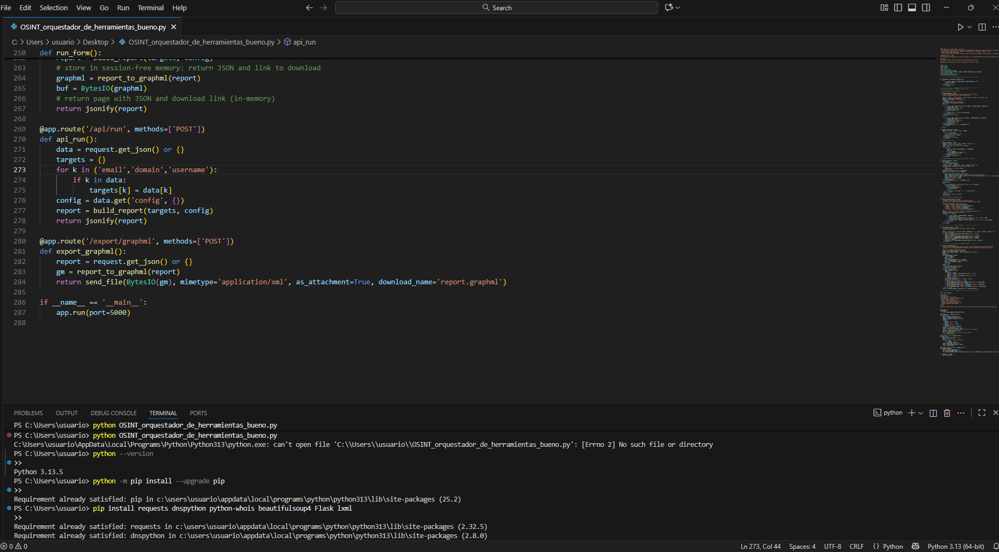 File Edit Selection View Go Run Terminal Help
Search
OSINT_orquestador_de_herramientas_bueno.py
C: > Users > usuario > Desktop > OSINT_orquestador_de_herramientas_bueno.py > api_run
250 def run_form():
262 report = build_report(targets, config)
263 # store in session-free memory: return JSON and link to download
264 graphml = report_to_graphml(report)
265 buf = BytesIO(graphml)
266 # return page with JSON and download link (in-memory)
267 return jsonify(report)
268
269 @app.route('/api/run', methods=['POST'])
270 def api_run():
271 data = request.get_json() or {}
272 targets = {}
273 for k in ('email','domain','username'):
274 if k in data:
275 targets[k] = data[k]
276 config = data.get('config', {})
277 report = build_report(targets, config)
278 return jsonify(report)
279
280 @app.route('/export/graphml', methods=['POST'])
281 def export_graphml():
282 report = request.get_json() or {}
283 gm = report_to_graphml(report)
284 return send_file(BytesIO(gm), mimetype='application/xml', as_attachment=True, download_name='report.graphml')
285
286 if __name__ == '__main__':
287 app.run(port=5000)
288
PROBLEMS OUTPUT DEBUG CONSOLE TERMINAL PORTS
python
PS C:\Users\usuario> python OSINT_orquestador_de_herramientas_bueno.py
PS C:\Users\usuario> python OSINT_orquestador_de_herramientas_bueno.py
C:\Users\usuario\AppData\Local\Programs\Python\Python313\python.exe: can't open file 'C:\\Users\\usuario\\OSINT_orquestador_de_herramientas_bueno.py': [Errno 2] No such file or directory
PS C:\Users\usuario> python --version
>>
Python 3.13.5
PS C:\Users\usuario> python -m pip install --upgrade pip
>>
Requirement already satisfied: pip in c:\users\usuario\appdata\local\programs\python\python313\lib\site-packages (25.2)
PS C:\Users\usuario> pip install requests dnspython python-whois beautifulsoup4 Flask lxml
>>
Requirement already satisfied: requests in c:\users\usuario\appdata\local\programs\python\python313\lib\site-packages (2.32.5)
Requirement already satisfied: dnspython in c:\users\usuario\appdata\local\programs\python\python313\lib\site-packages (2.8.0)
0 0
Ln 273, Col 44 Spaces: 4 UTF-8 CRLF {} Python Python 3.13 (64-bit)